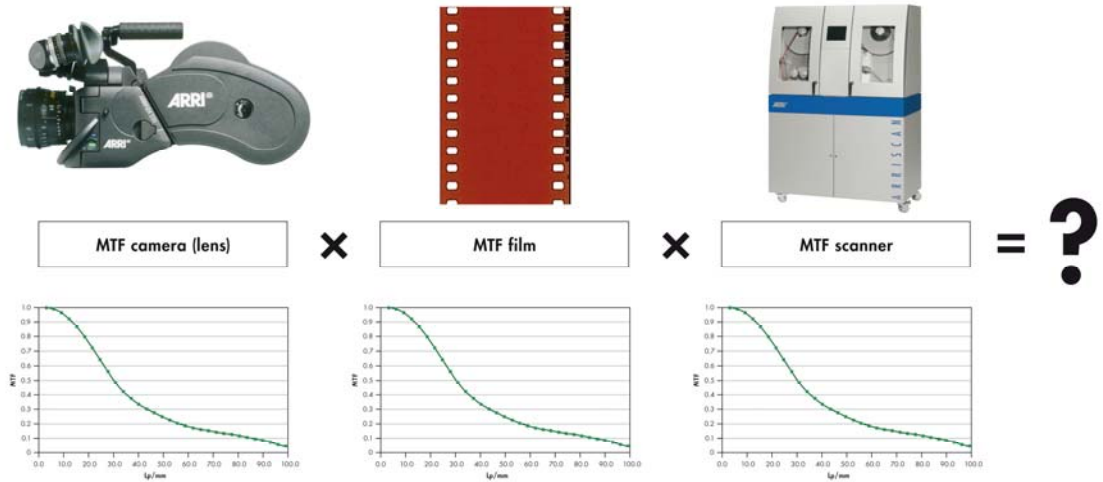 ARRI
ARRI
ARRI
ARRISCAN
MTF camera (lens) × MTF film × MTF scanner = ?
1.0 1.0 1.0
0.9 0.9 0.9
0.8 0.8 0.8
0.7 0.7 0.7
0.6 0.6 0.6
MTF 0.5 MTF 0.5 MTF 0.5
0.4 0.4 0.4
0.3 0.3 0.3
0.2 0.2 0.2
0.1 0.1 0.1
0 0 0
0.0 10.0 20.0 30.0 40.0 50.0 60.0 70.0 80.0 90.0 100.0 0.0 10.0 20.0 30.0 40.0 50.0 60.0 70.0 80.0 90.0 100.0 0.0 10.0 20.0 30.0 40.0 50.0 60.0 70.0 80.0 90.0 100.0
Lp/mm Lp/mm Lp/mm